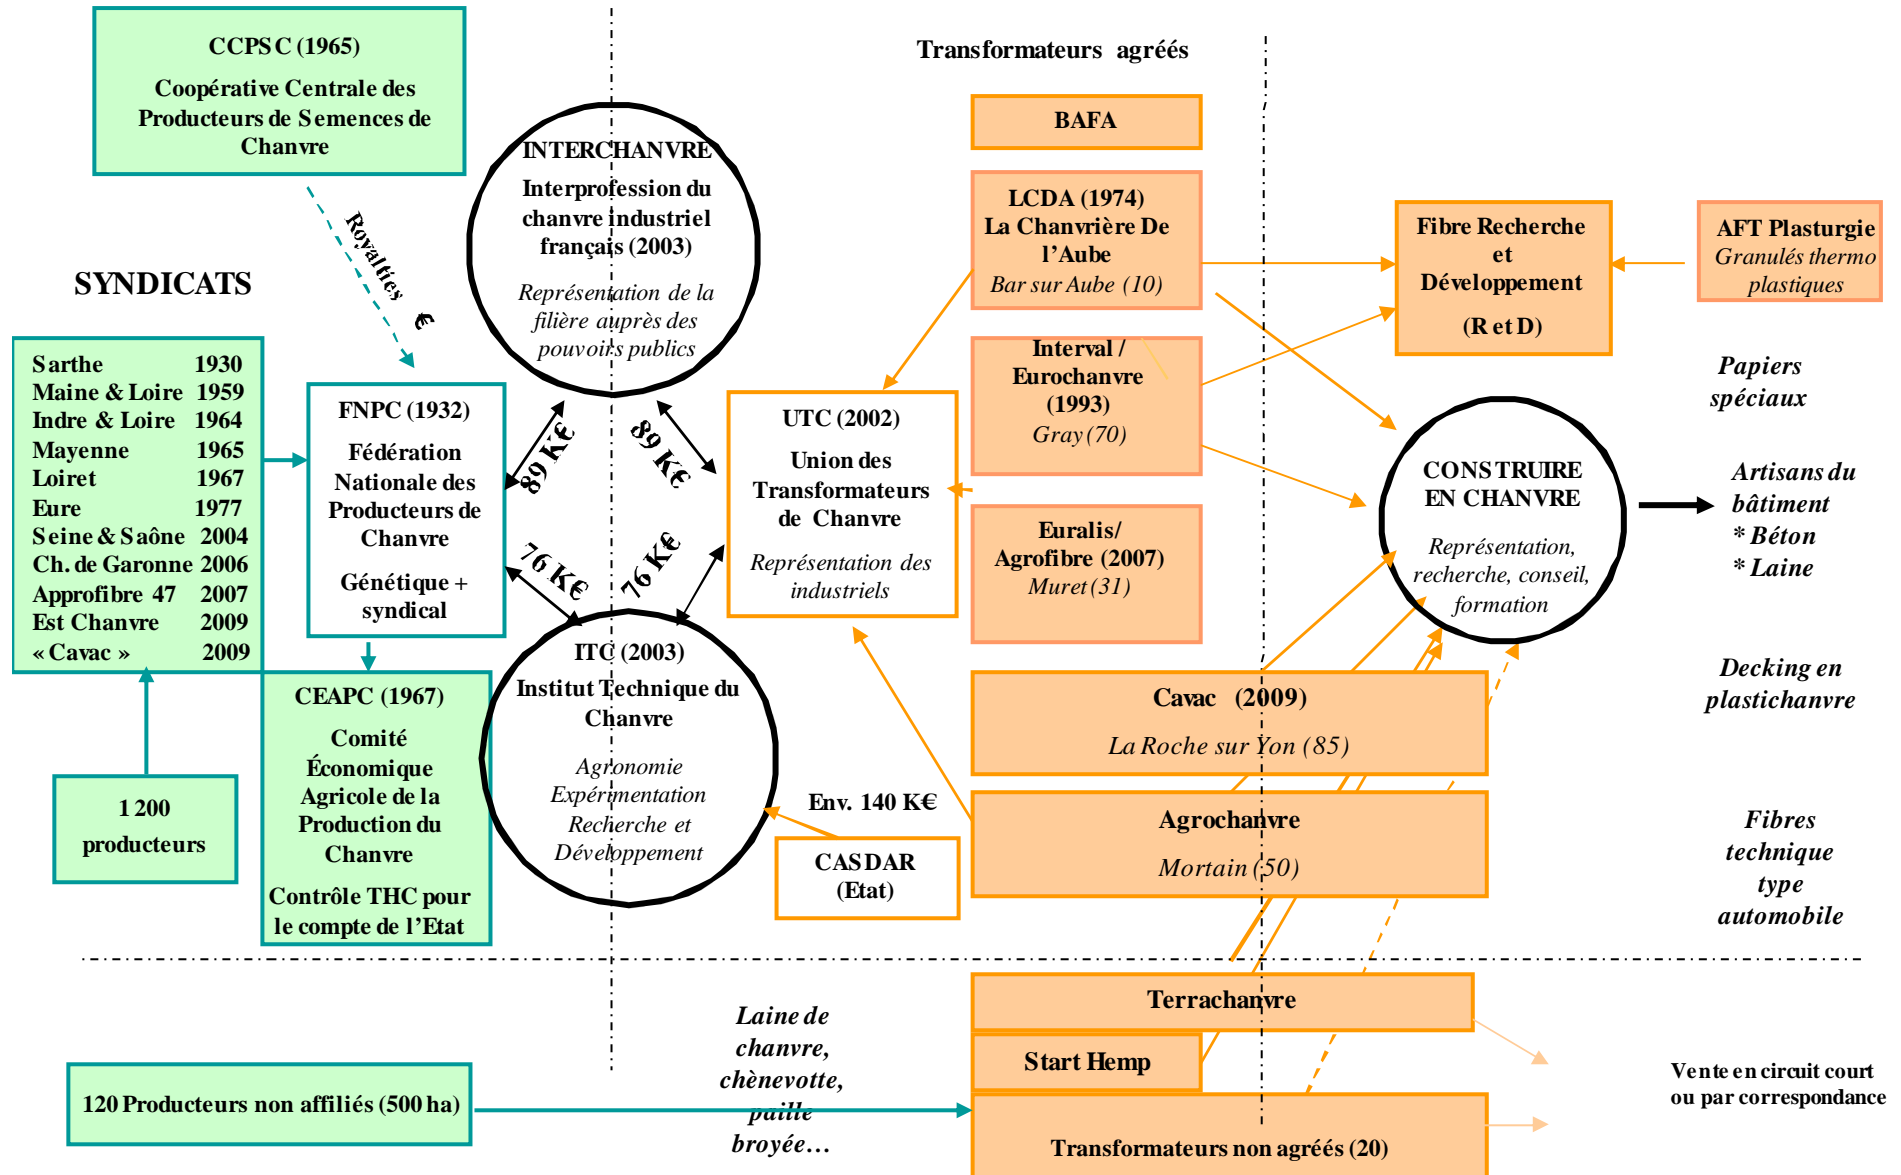 CCPSC (1965)
Coopérative Centrale des
Producteurs de Semences de
Chanvre
Royalties €
SYNDICATS
Sarthe 1930
Maine & Loire 1959
Indre & Loire 1964
Mayenne 1965
Loiret 1967
Eure 1977
Seine & Saône 2004
Ch. de Garonne 2006
Approfibre 47 2007
Est Chanvre 2009
« Cavac » 2009
1 200
producteurs
FNPC (1932)
Fédération
Nationale des
Producteurs de
Chanvre
Génétique +
syndical
CEAPC (1967)
Comité
Économique
Agricole de la
Production du
Chanvre
Contrôle THC pour
le compte de l’Etat
INTERCHANVRE
Interprofession du
chanvre industriel
français (2003)
Représentation de la
filière auprès des
pouvoirs publics
89 K€
89 K€
76 K€
76 K€
ITC (2003)
Institut Technique du
Chanvre
Agronomie
Expérimentation
Recherche et
Développement
UTC (2002)
Union des
Transformateurs
de Chanvre
Représentation des
industriels
Env. 140 K€
CASDAR
(Etat)
Transformateurs agréés
BAFA
LCDA (1974)
La Chanvrière De
l’Aube
Bar sur Aube (10)
Interval /
Eurochanvre
(1993)
Gray (70)
Euralis/
Agrofibre (2007)
Muret (31)
Cavac (2009)
La Roche sur Yon (85)
Agrochanvre
Mortain (50)
Fibre Recherche
et
Développement
(R et D)
AFT Plasturgie
Granulés thermo
plastiques
CONSTRUIRE
EN CHANVRE
Représentation,
recherche, conseil,
formation
Papiers
spéciaux
Artisans du
bâtiment
* Béton
* Laine
Decking en
plastichanvre
Fibres
technique
type
automobile
120 Producteurs non affiliés (500 ha)
Laine de
chanvre,
chènevotte,
paille
broyée…
Terrachanvre
Start Hemp
Transformateurs non agréés (20)
Vente en circuit court
ou par correspondance